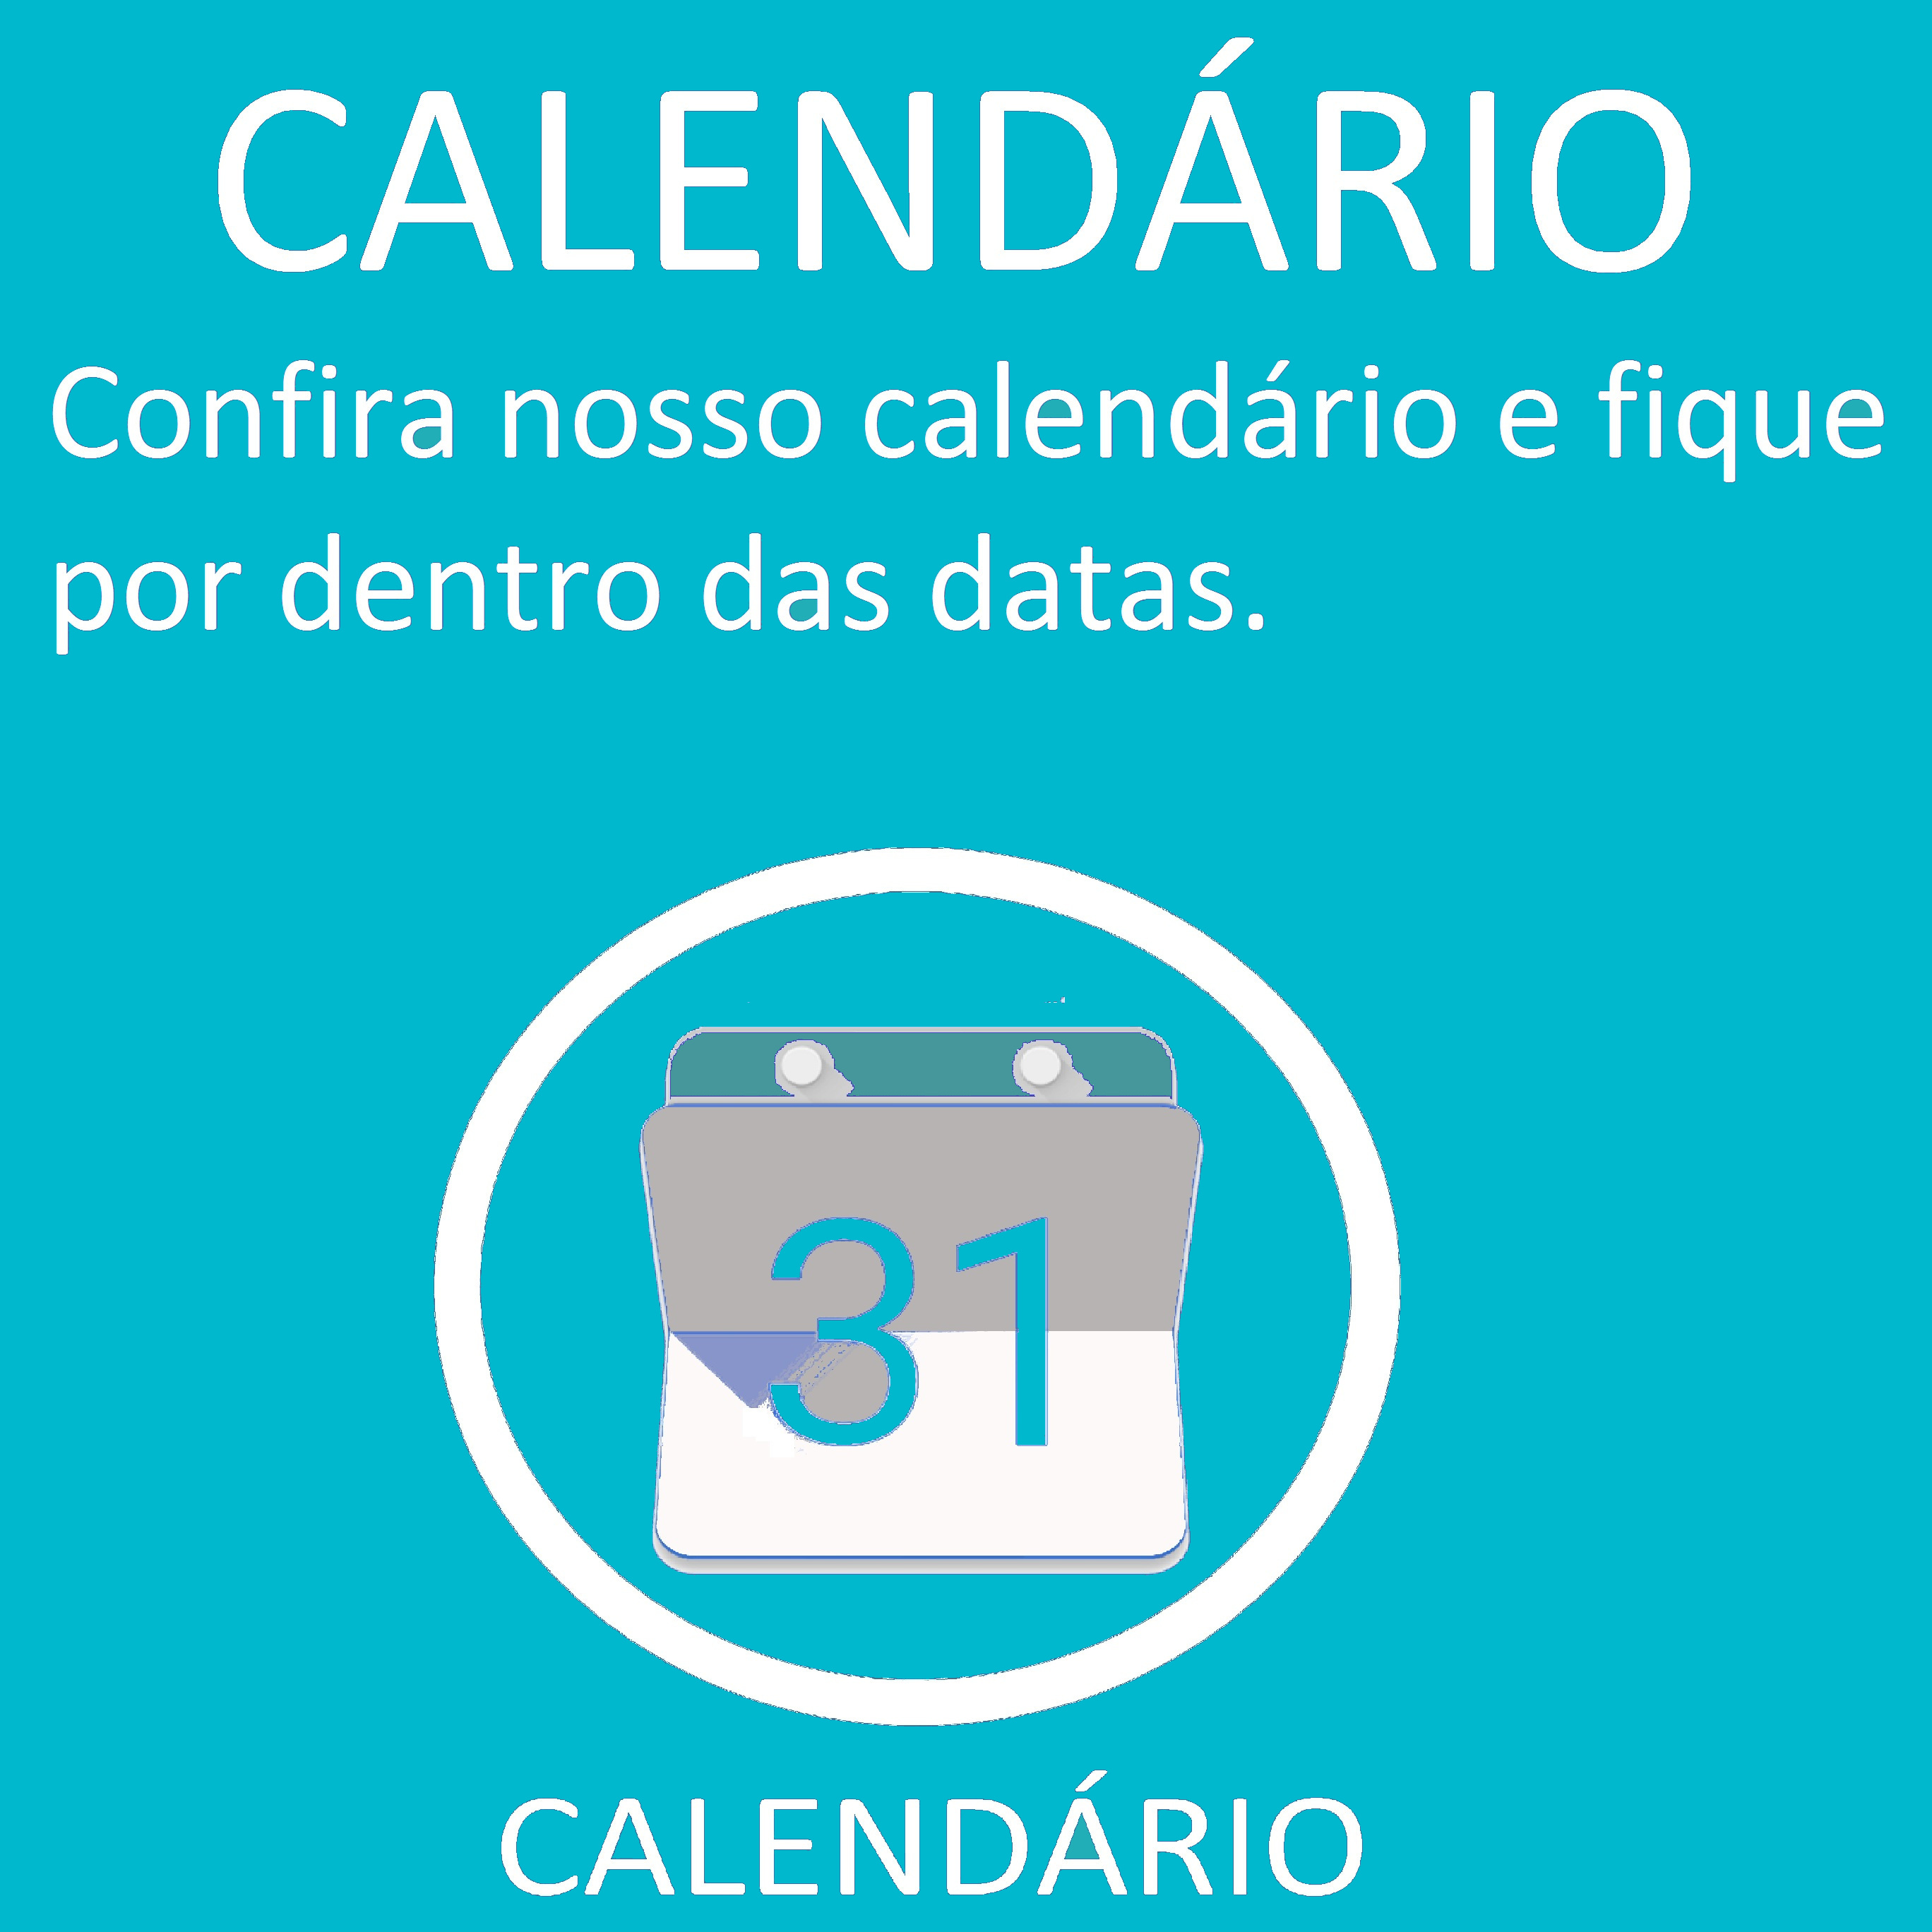 CALENDÁRIO
Confira nosso calendário e fique
por dentro das datas.
31
CALENDÁRIO